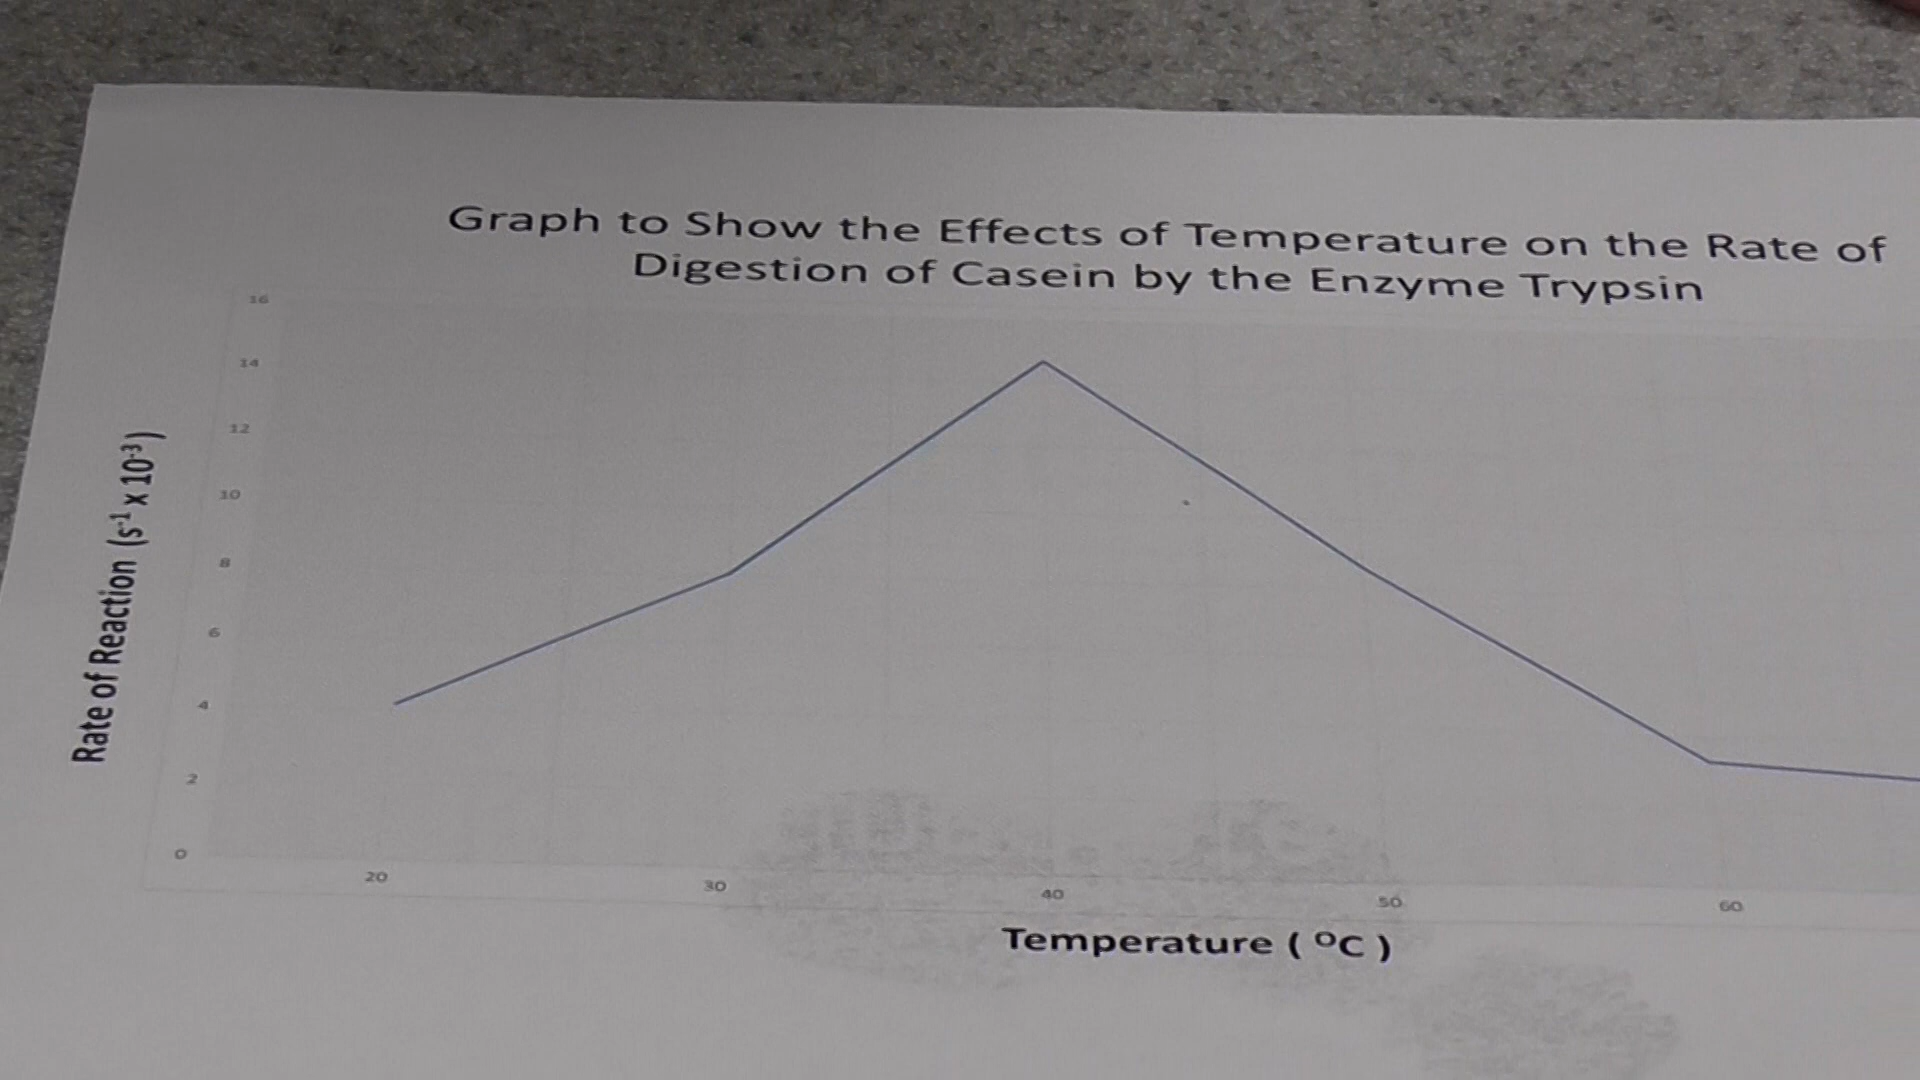 Graph to Show the Effects of Temperature on the Rate of
Digestion of Casein by the Enzyme Trypsin
16
14
12
10
8
6
4
2
0
Rate of Reaction (s⁻¹ x 10⁻³)
20 30 40 50 60
Temperature ( ⁰C )